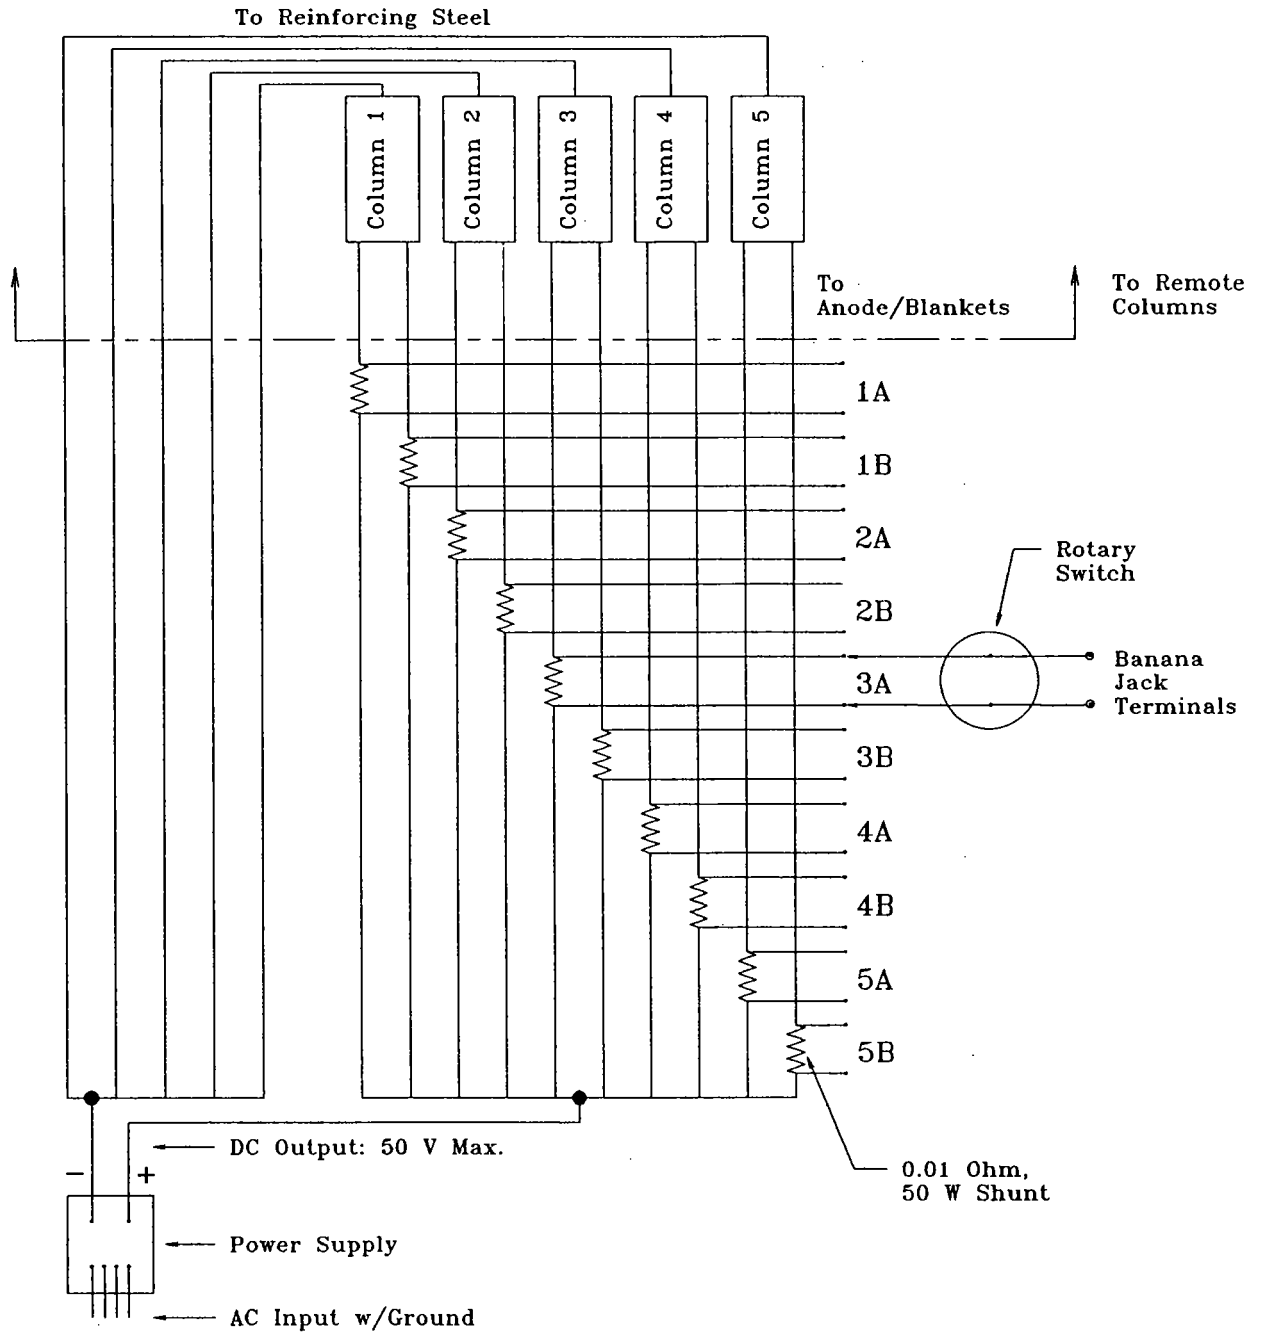 To Reinforcing Steel
Column 1
Column 2
Column 3
Column 4
Column 5
To
Anode/Blankets
To Remote
Columns
1A
1B
2A
Rotary
Switch
2B
Banana
Jack
Terminals
3A
3B
4A
4B
5A
5B
DC Output: 50 V Max.
- +
0.01 Ohm,
50 W Shunt
Power Supply
AC Input w/Ground